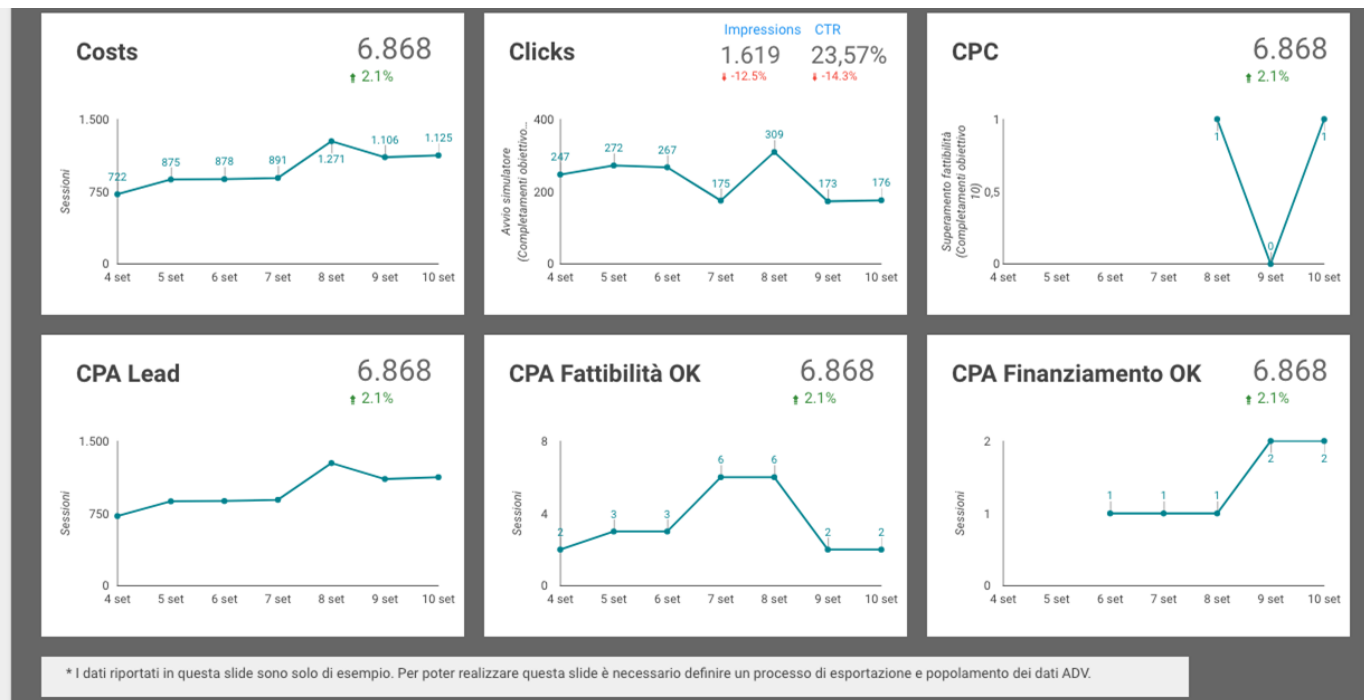 Costs
6.868
2.1%
1.500
750
0
Sessioni
722
875
878
891
1.271
1.106
1.125
4 set 5 set 6 set 7 set 8 set 9 set 10 set
Clicks
Impressions CTR
1.619 23,57%
-12.5% -14.3%
400
200
0
Avvio simulatore
(Completamenti obiettivo...
247
272
267
175
309
173
176
4 set 5 set 6 set 7 set 8 set 9 set 10 set
CPC
6.868
2.1%
1
0,5
0
Superamento fattibilità
(Completamenti obiettivo
10)
1
0
1
4 set 5 set 6 set 7 set 8 set 9 set 10 set
CPA Lead
6.868
2.1%
1.500
750
0
Sessioni
4 set 5 set 6 set 7 set 8 set 9 set 10 set
CPA Fattibilità OK
6.868
2.1%
8
4
0
Sessioni
2
3
3
6
6
2
2
4 set 5 set 6 set 7 set 8 set 9 set 10 set
CPA Finanziamento OK
6.868
2.1%
2
1
0
Sessioni
1
1
1
2
2
4 set 5 set 6 set 7 set 8 set 9 set 10 set
* I dati riportati in questa slide sono solo di esempio. Per poter realizzare questa slide è necessario definire un processo di esportazione e popolamento dei dati ADV.